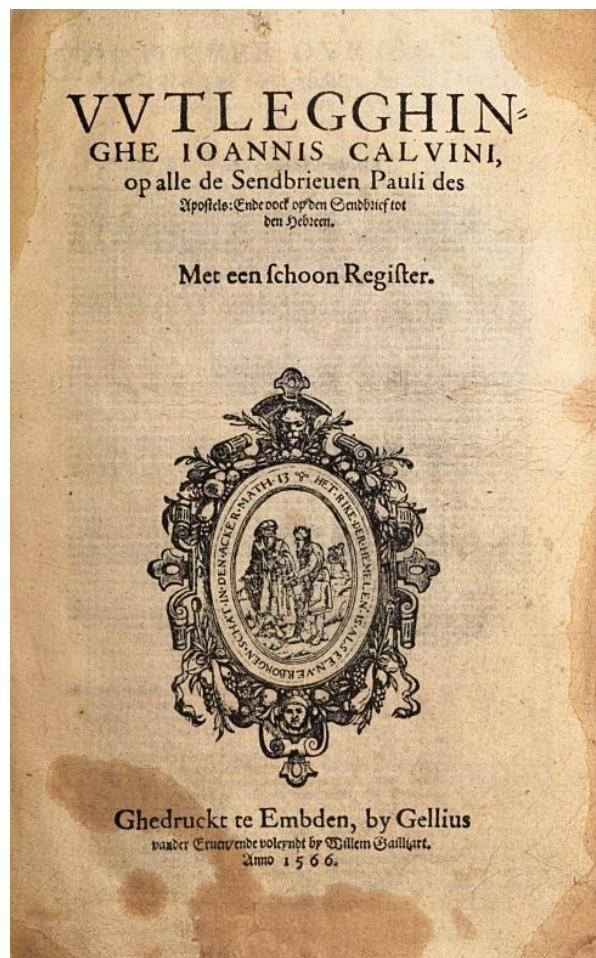 VVTLEGGHIN⸗
GHE IOANNIS CALVINI,
op alle de Sendbrieuen Pauli des
Apostels: Ende oock op den Sendbrief tot
den Hebreen.
Met een ſchoon Regiſter.
HET·RIKE·DER·HEMELEN·IS·ALS·EEN·VERBORGEN·SCHAT·IN·DEN·ACKER·MATH·13
Ghedruckt te Embden, by Gellius
vander Eruen/ ende voleyndt by Willem Gailliart.
Anno 1566.